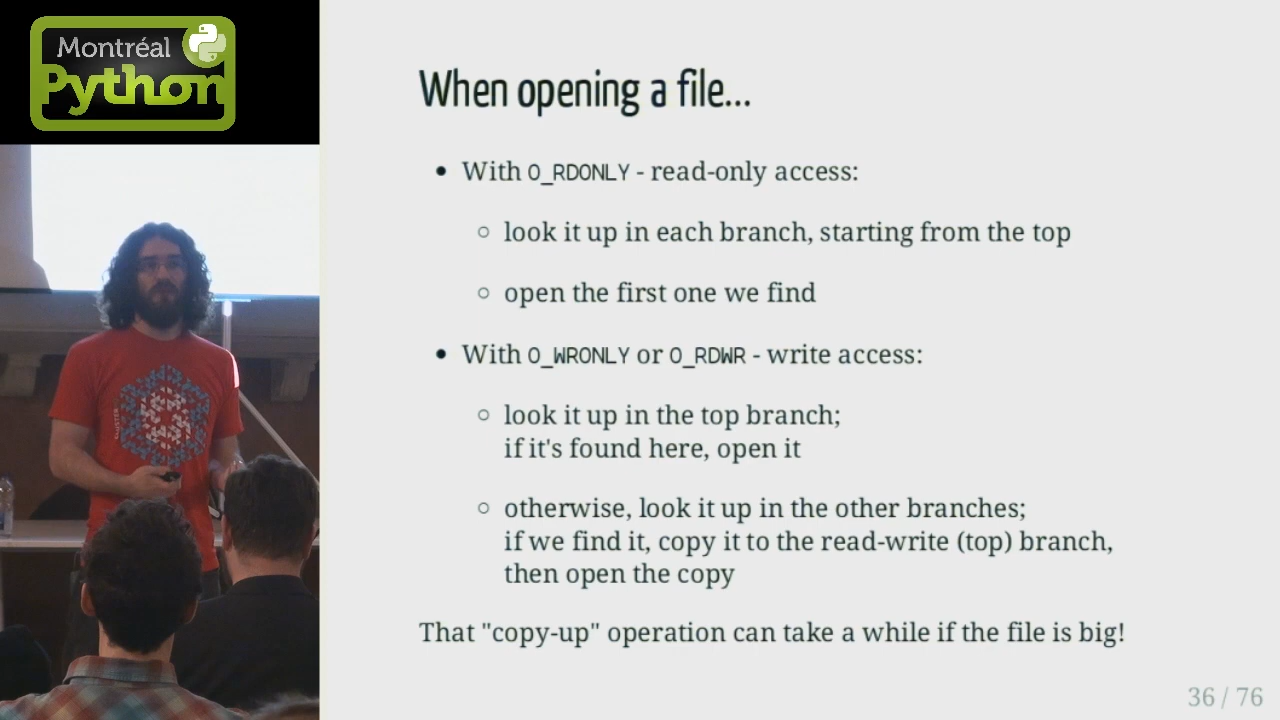 Montréal
Python
When opening a file...
With O_RDONLY - read-only access:
look it up in each branch, starting from the top
open the first one we find
With O_WRONLY or O_RDWR - write access:
look it up in the top branch;
if it's found here, open it
otherwise, look it up in the other branches;
if we find it, copy it to the read-write (top) branch,
then open the copy
That "copy-up" operation can take a while if the file is big!
36 / 76